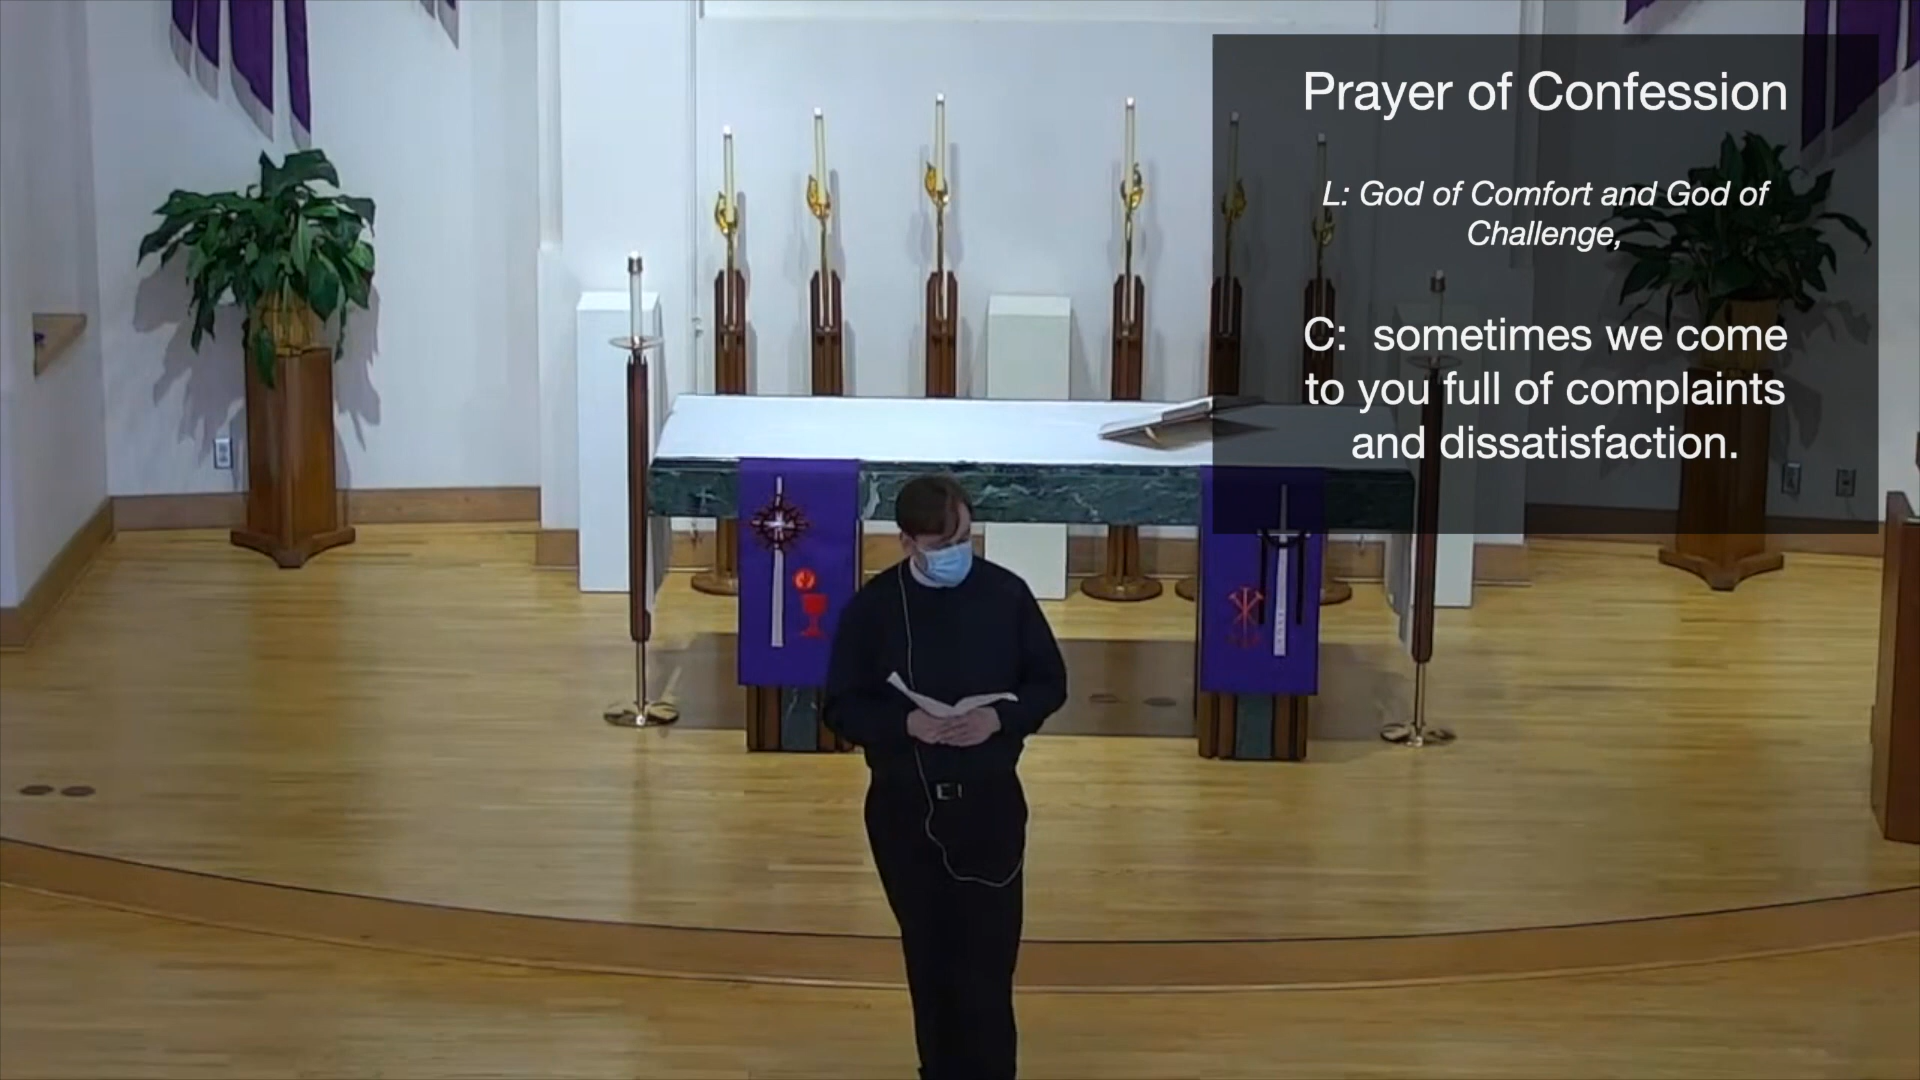 Prayer of Confession
L: God of Comfort and God of
Challenge,
C: sometimes we come
to you full of complaints
and dissatisfaction.